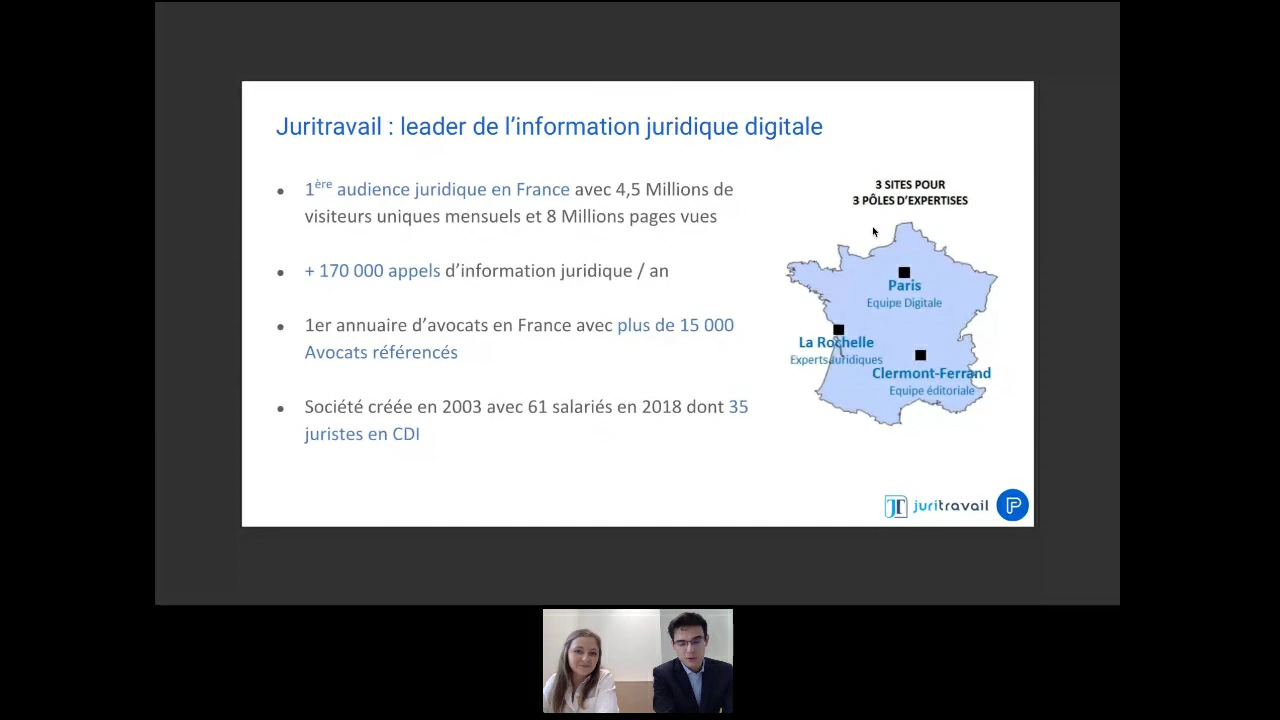 Juritravail : leader de l'information juridique digitale
• 1ère audience juridique en France avec 4,5 Millions de
visiteurs uniques mensuels et 8 Millions pages vues
• + 170 000 appels d'information juridique / an
• 1er annuaire d'avocats en France avec plus de 15 000
Avocats référencés
• Société créée en 2003 avec 61 salariés en 2018 dont 35
juristes en CDI
3 SITES POUR
3 PÔLES D'EXPERTISES
Paris
Equipe Digitale
La Rochelle
Experts Juridiques
Clermont-Ferrand
Equipe éditoriale
juritravail